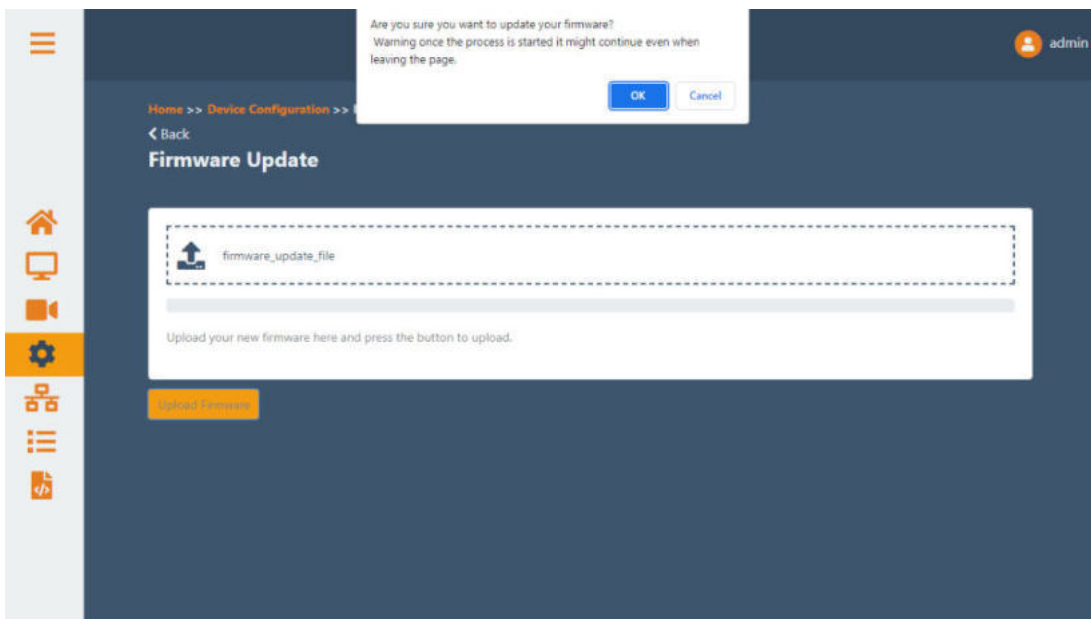 Are you sure you want to update your firmware?
Warning once the process is started it might continue even when
leaving the page.
OK
Cancel
admin
Home >> Device Configuration >>
Back
Firmware Update
firmware_update_file
Upload your new firmware here and press the button to upload.
Upload Firmware